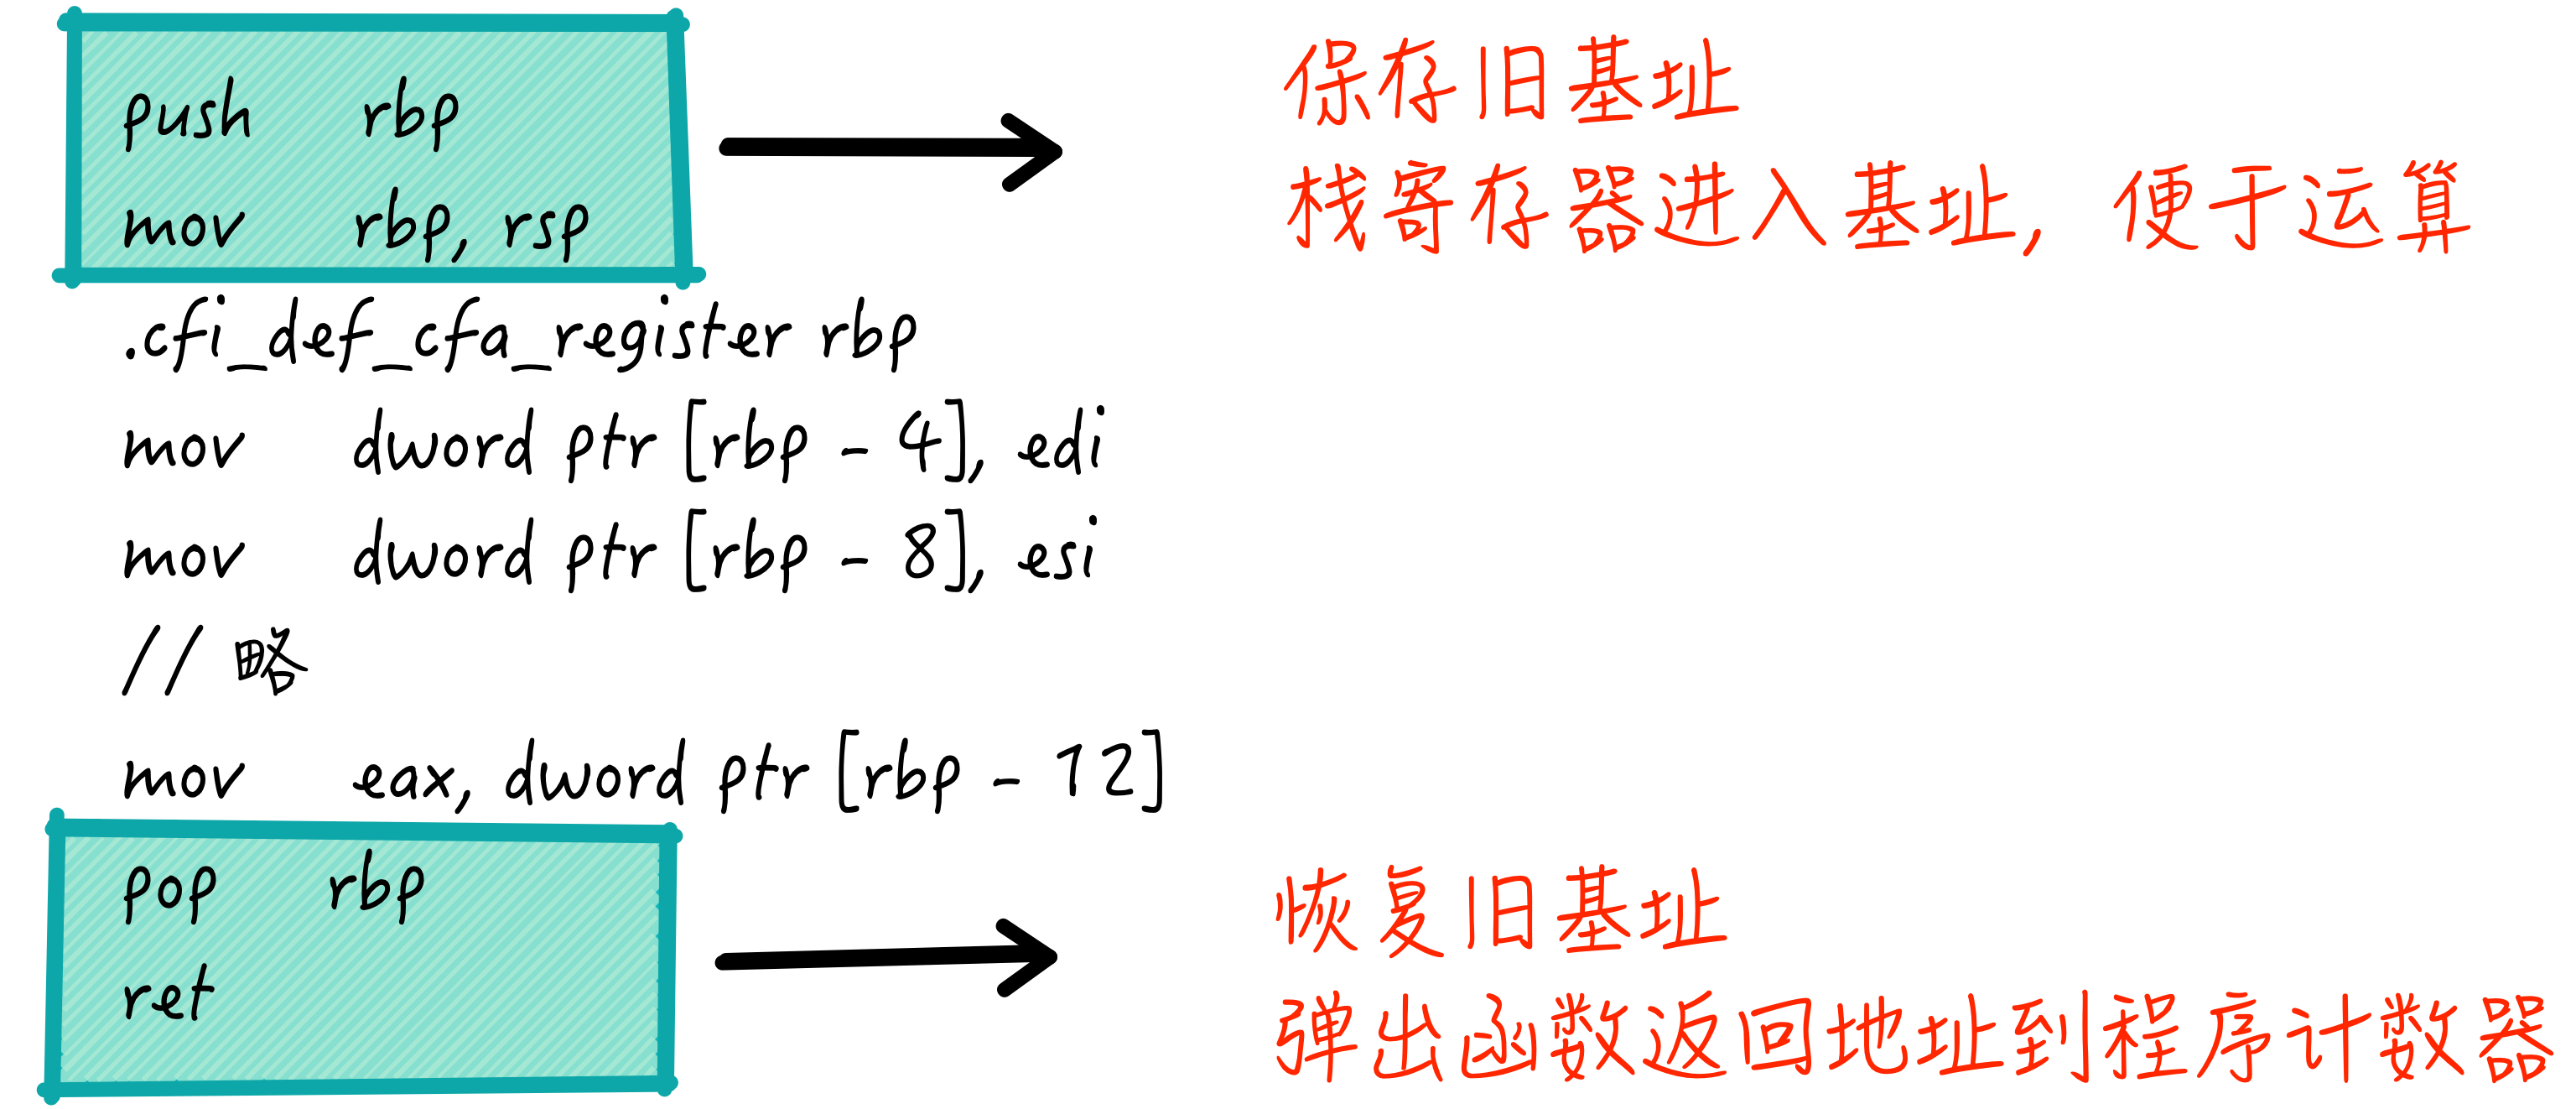 push rbp
保存旧基址
mov rbp, rsp
栈寄存器进入基址, 便于运算
.cfi_def_cfa_register rbp
mov dword ptr [rbp - 4], edi
mov dword ptr [rbp - 8], esi
// 略
mov eax, dword ptr [rbp - 12]
pop rbp
恢复旧基址
ret
弹出函数返回地址到程序计数器